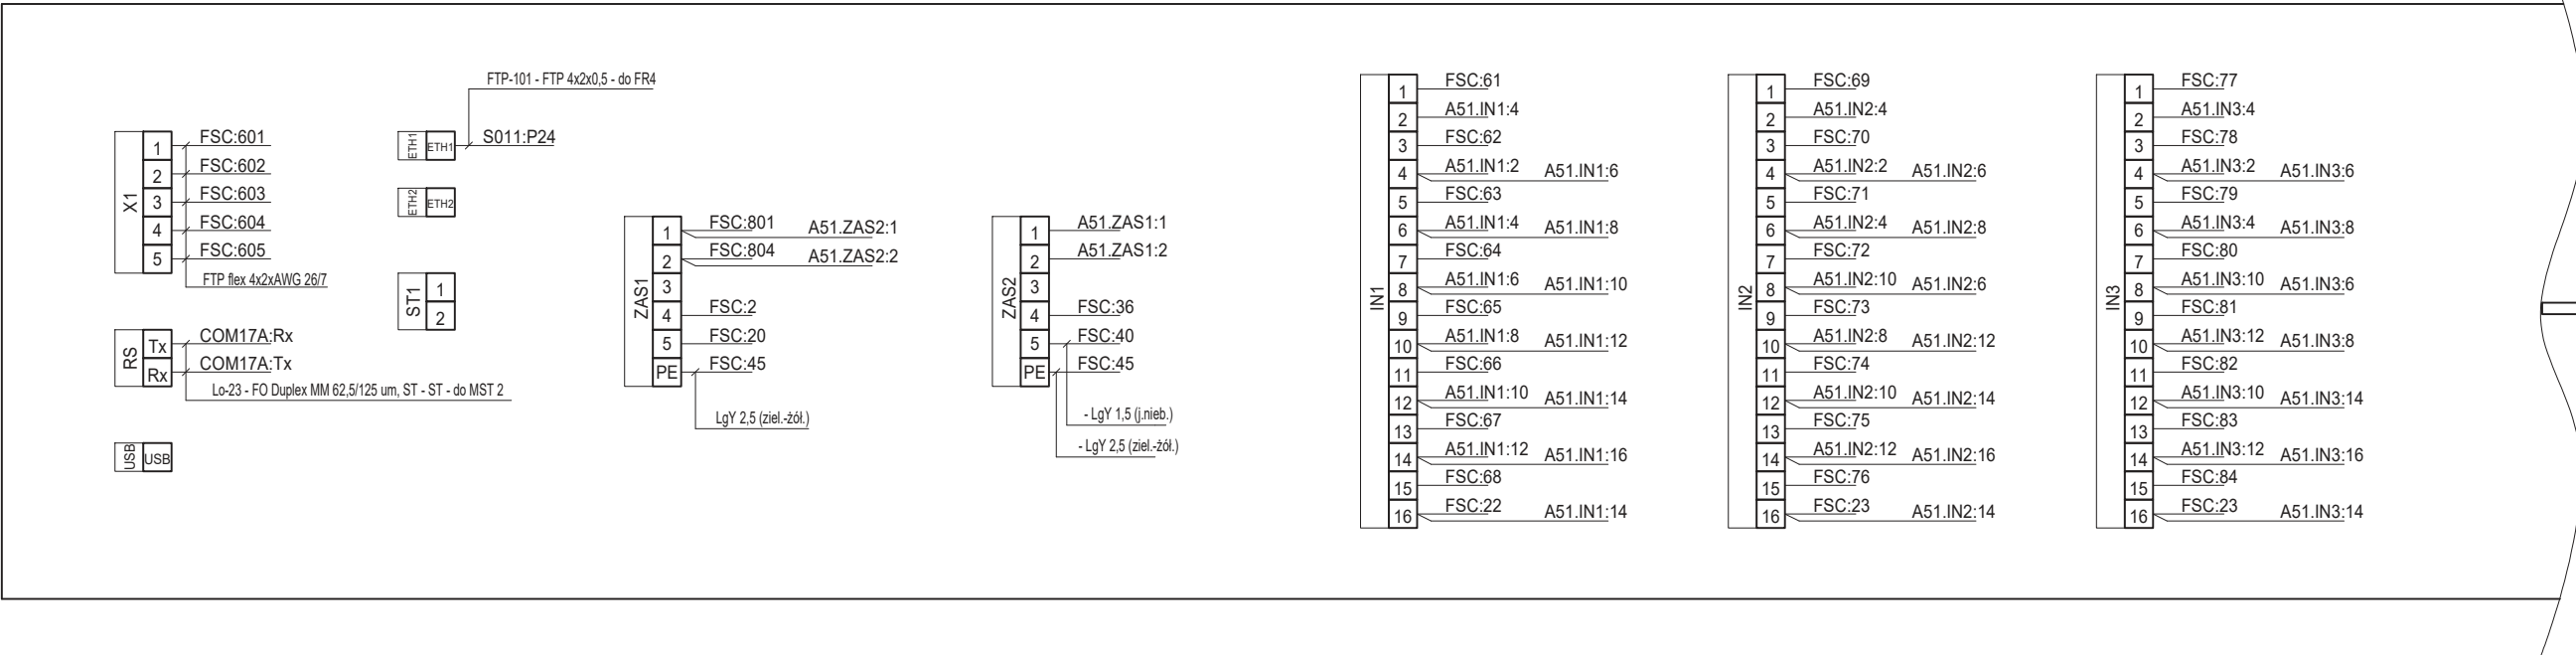 X1
1 FSC:601
2 FSC:602
3 FSC:603
4 FSC:604
5 FSC:605
FTP flex 4x2xAWG 26/7
RS
Tx COM17A:Rx
Rx COM17A:Tx
Lo-23 - FO Duplex MM 62,5/125 um, ST - ST - do MST 2
USB USB
FTP-101 - FTP 4x2x0,5 - do FR4
ETH1 ETH1 S011:P24
ETH2 ETH2
ST1
1
2
ZAS1
1 FSC:801 A51.ZAS2:1
2 FSC:804 A51.ZAS2:2
3
4 FSC:2
5 FSC:20
PE FSC:45
LgY 2,5 (ziel.-żół.)
ZAS2
1 A51.ZAS1:1
2 A51.ZAS1:2
3
4 FSC:36
5 FSC:40
PE FSC:45
- LgY 1,5 (j.nieb.)
- LgY 2,5 (ziel.-żół.)
IN1
1 FSC:61
2 A51.IN1:4
3 FSC:62
4 A51.IN1:2 A51.IN1:6
5 FSC:63
6 A51.IN1:4 A51.IN1:8
7 FSC:64
8 A51.IN1:6 A51.IN1:10
9 FSC:65
10 A51.IN1:8 A51.IN1:12
11 FSC:66
12 A51.IN1:10 A51.IN1:14
13 FSC:67
14 A51.IN1:12 A51.IN1:16
15 FSC:68
16 FSC:22 A51.IN1:14
IN2
1 FSC:69
2 A51.IN2:4
3 FSC:70
4 A51.IN2:2 A51.IN2:6
5 FSC:71
6 A51.IN2:4 A51.IN2:8
7 FSC:72
8 A51.IN2:10 A51.IN2:6
9 FSC:73
10 A51.IN2:8 A51.IN2:12
11 FSC:74
12 A51.IN2:10 A51.IN2:14
13 FSC:75
14 A51.IN2:12 A51.IN2:16
15 FSC:76
16 FSC:23 A51.IN2:14
IN3
1 FSC:77
2 A51.IN3:4
3 FSC:78
4 A51.IN3:2 A51.IN3:6
5 FSC:79
6 A51.IN3:4 A51.IN3:8
7 FSC:80
8 A51.IN3:10 A51.IN3:6
9 FSC:81
10 A51.IN3:12 A51.IN3:8
11 FSC:82
12 A51.IN3:10 A51.IN3:14
13 FSC:83
14 A51.IN3:12 A51.IN3:16
15 FSC:84
16 FSC:23 A51.IN3:14